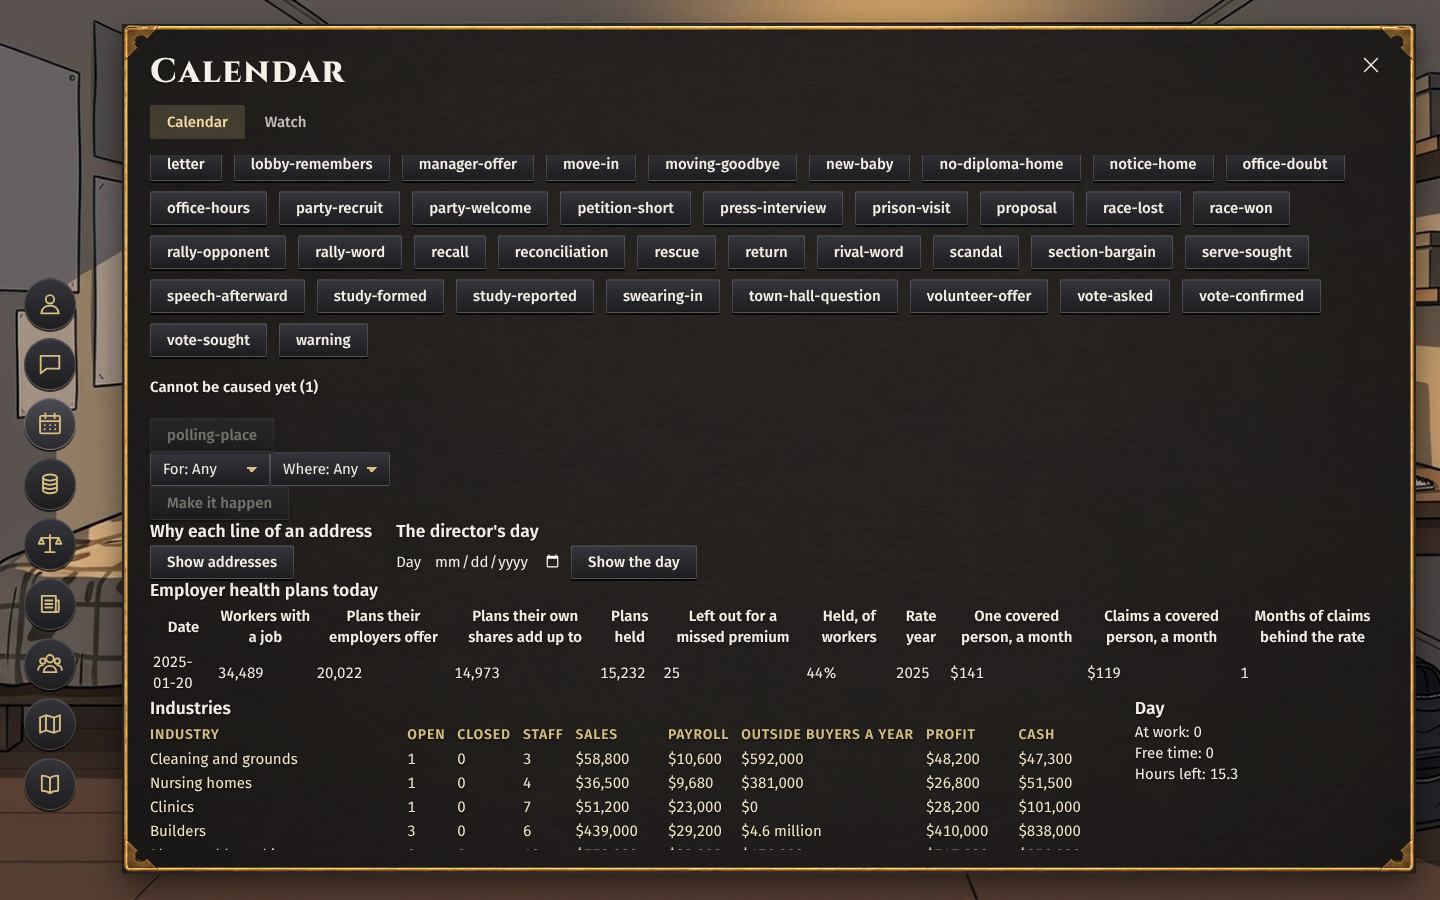 CALENDAR
Calendar Watch
letter lobby-remembers manager-offer move-in moving-goodbye new-baby no-diploma-home notice-home office-doubt
office-hours party-recruit party-welcome petition-short press-interview prison-visit proposal race-lost race-won
rally-opponent rally-word recall reconciliation rescue return rival-word scandal section-bargain serve-sought
speech-afterward study-formed study-reported swearing-in town-hall-question volunteer-offer vote-asked vote-confirmed
vote-sought warning
Cannot be caused yet (1)
polling-place
For: Any Where: Any
Make it happen
Why each line of an address The director's day
Show addresses Day mm/dd/yyyy Show the day
Employer health plans today
Date Workers with a job Plans their employers offer Plans their own shares add up to Plans held Left out for a missed premium Held, of workers Rate year One covered person, a month Claims a covered person, a month Months of claims behind the rate
2025-01-20 34,489 20,022 14,973 15,232 25 44% 2025 $141 $119 1
Industries
INDUSTRY OPEN CLOSED STAFF SALES PAYROLL OUTSIDE BUYERS A YEAR PROFIT CASH
Cleaning and grounds 1 0 3 $58,800 $10,600 $592,000 $48,200 $47,300
Nursing homes 1 0 4 $36,500 $9,680 $381,000 $26,800 $51,500
Clinics 1 0 7 $51,200 $23,000 $0 $28,200 $101,000
Builders 3 0 6 $439,000 $29,200 $4.6 million $410,000 $838,000
Day
At work: 0
Free time: 0
Hours left: 15.3